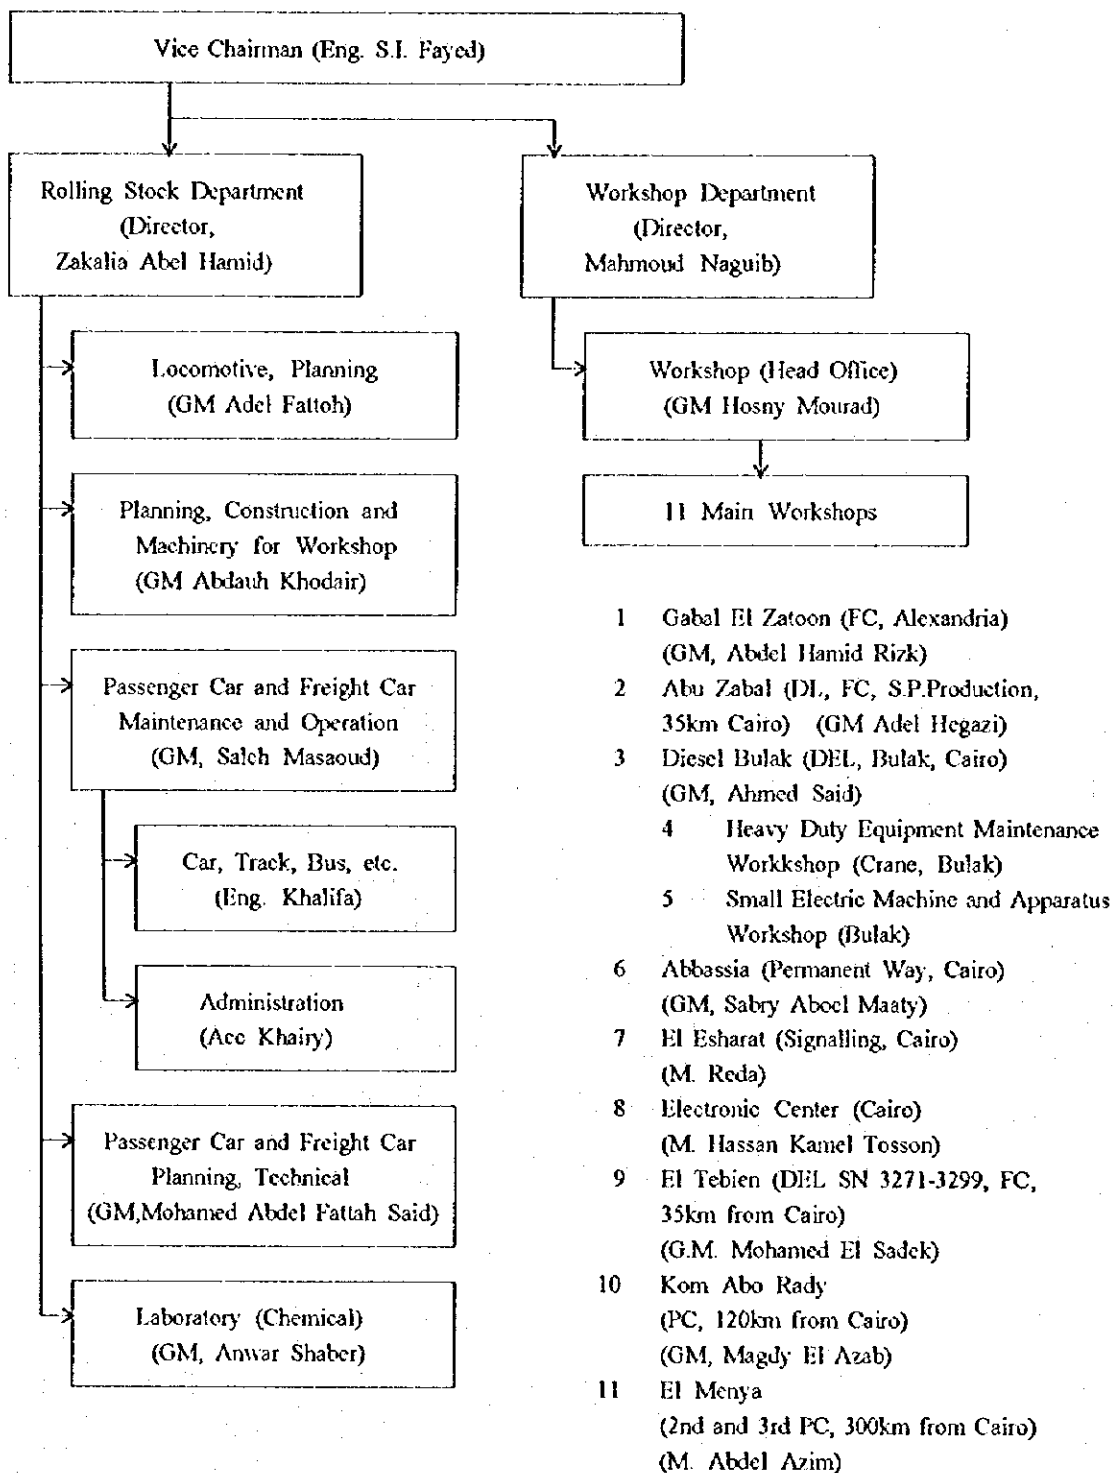 Vice Chairman (Eng. S.I. Fayed)
Rolling Stock Department
(Director,
Zakalia Abel Hamid)
Workshop Department
(Director,
Mahmoud Naguib)
Locomotive, Planning
(GM Adel Fattoh)
Workshop (Head Office)
(GM Hosny Mourad)
Planning, Construction and
Machinery for Workshop
(GM Abdauh Khodair)
11 Main Workshops
Passenger Car and Freight Car
Maintenance and Operation
(GM, Saleh Masaoud)
Car, Track, Bus, etc.
(Eng. Khalifa)
Administration
(Acc Khairy)
Passenger Car and Freight Car
Planning, Technical
(GM,Mohamed Abdel Fattah Said)
Laboratory (Chemical)
(GM, Anwar Shaber)
1 Gabal El Zatoon (FC, Alexandria)
(GM, Abdel Hamid Rizk)
2 Abu Zabal (DL, FC, S.P.Production,
35km Cairo) (GM Adel Hegazi)
3 Diesel Bulak (DEL, Bulak, Cairo)
(GM, Ahmed Said)
4 Heavy Duty Equipment Maintenance
Workkshop (Crane, Bulak)
5 Small Electric Machine and Apparatus
Workshop (Bulak)
6 Abbassia (Permanent Way, Cairo)
(GM, Sabry Aboel Maaty)
7 El Esharat (Signalling, Cairo)
(M. Reda)
8 Electronic Center (Cairo)
(M. Hassan Kamel Tosson)
9 El Tebien (DEL SN 3271-3299, FC,
35km from Cairo)
(G.M. Mohamed El Sadek)
10 Kom Abo Rady
(PC, 120km from Cairo)
(GM, Magdy El Azab)
11 El Menya
(2nd and 3rd PC, 300km from Cairo)
(M. Abdel Azim)